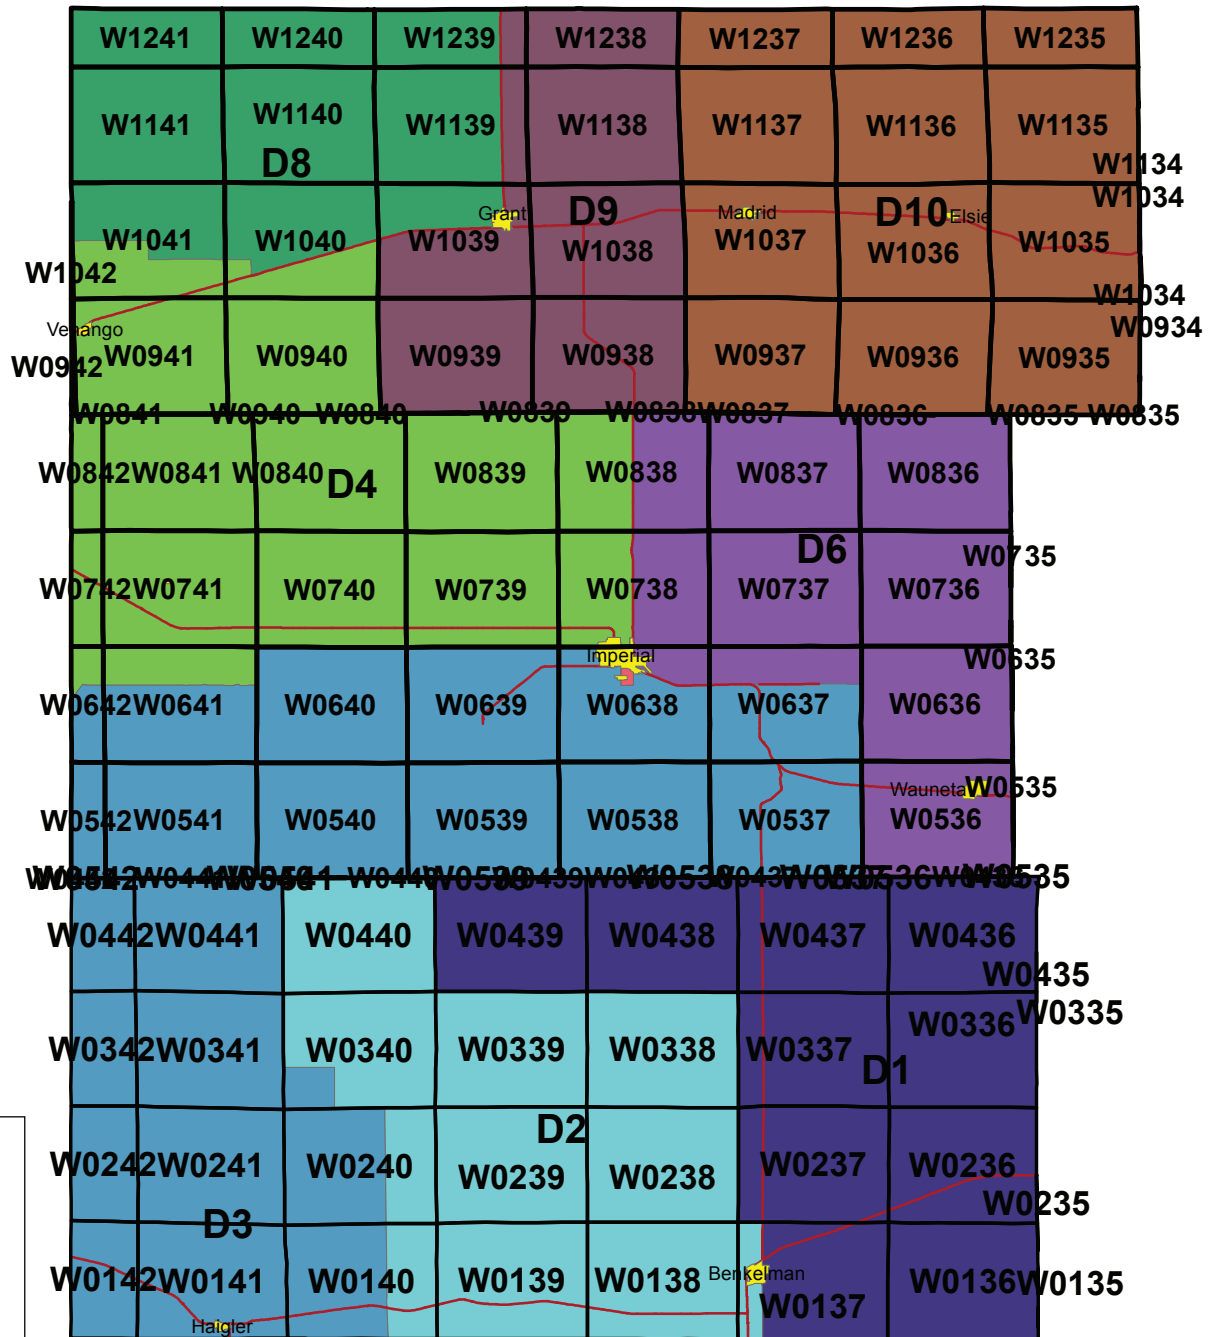 W1241 W1240 W1239 W1238 W1237 W1236 W1235
W1141 W1140 W1139 W1138 W1137 W1136 W1135
D8
W1134
W1034
Grant D9 Madrid D10 Elsie
W1041 W1040 W1039 W1038 W1037 W1036 W1035
W1042
W1034
Venango
W0934
W0942 W0941 W0940 W0939 W0938 W0937 W0936 W0935
W0841 W0940 W0840 W0839 W0838 W0837 W0836 W0835 W0835
W0842 W0841 W0840 D4 W0839 W0838 W0837 W0836
D6
W0735
W0742 W0741 W0740 W0739 W0738 W0737 W0736
Imperial
W0635
W0642 W0641 W0640 W0639 W0638 W0637 W0636
Wauneta W0535
W0542 W0541 W0540 W0539 W0538 W0537 W0536
W0442 W0441 W0440 W0439 W0438 W0437 W0436
W0435
W0335
W0342 W0341 W0340 W0339 W0338 W0337 W0336
D1
D2
W0242 W0241 W0240 W0239 W0238 W0237 W0236
W0235
D3
W0142 W0141 W0140 W0139 W0138 Benkelman W0136 W0135
W0137
Haigler